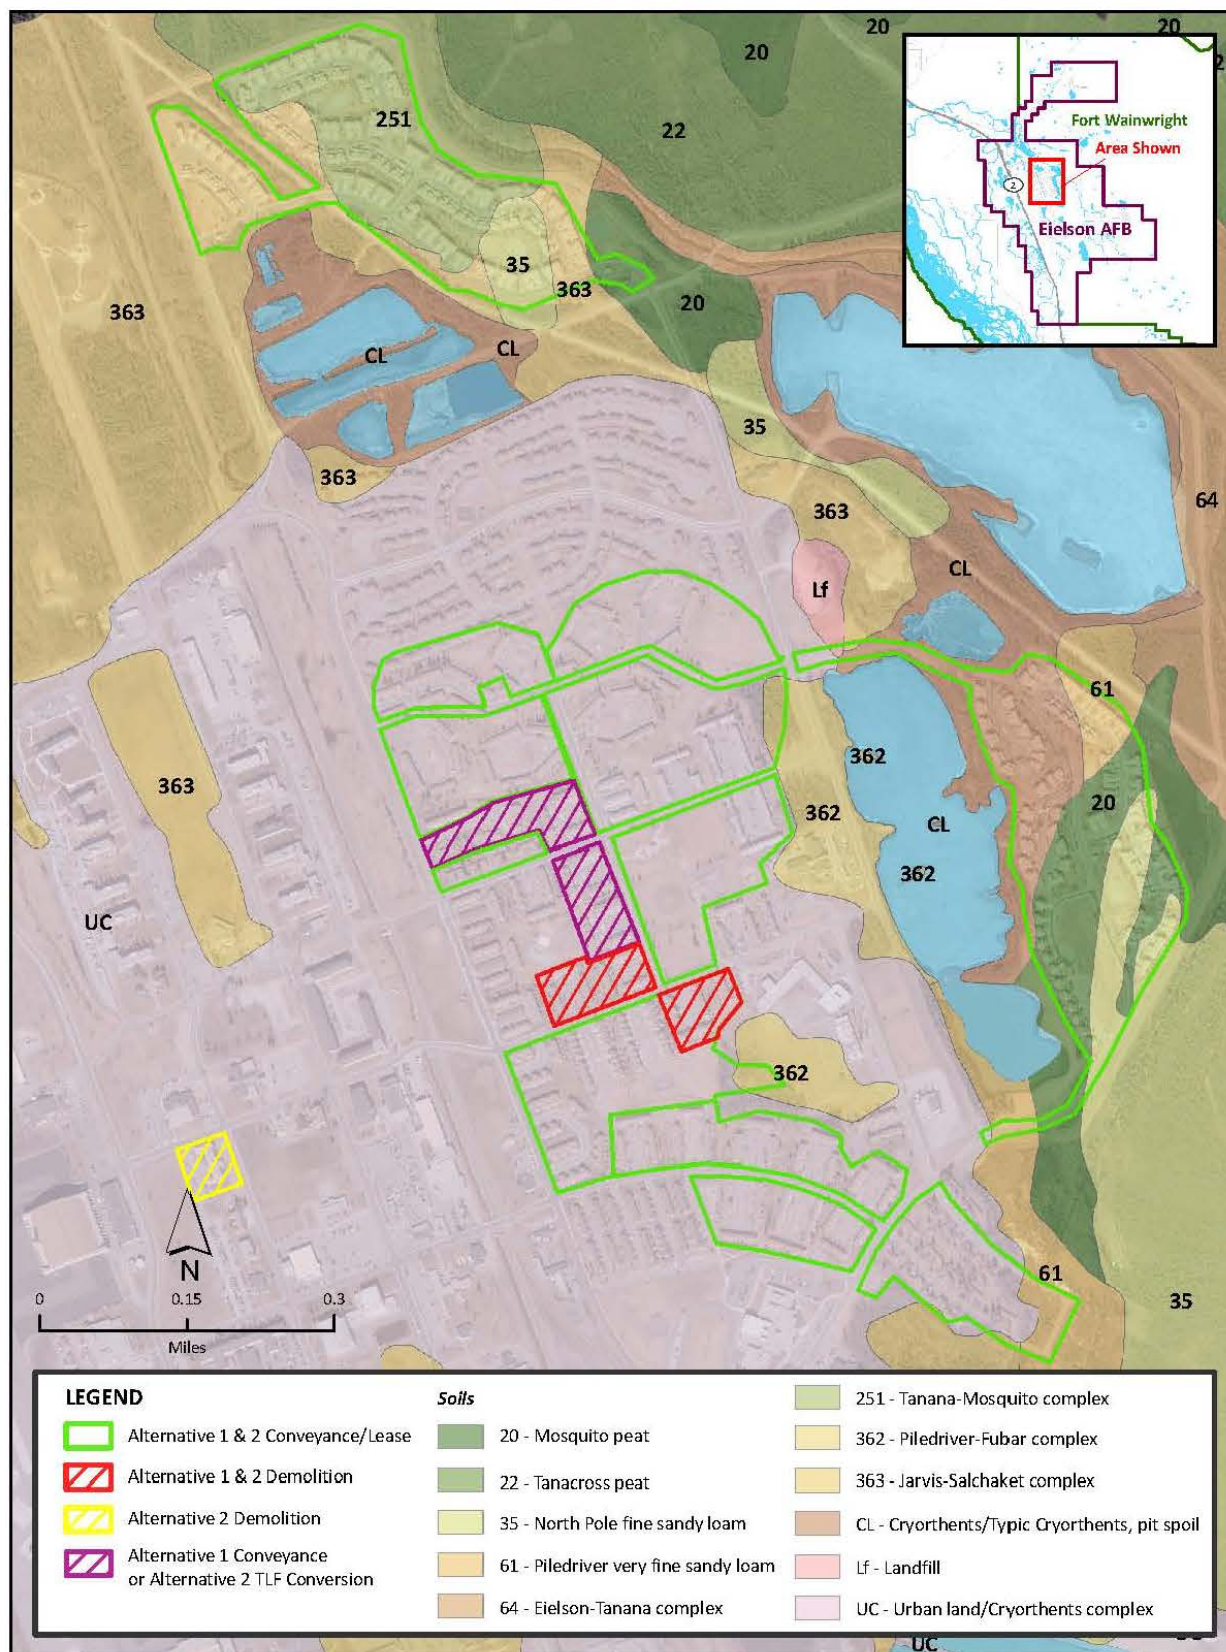 20
20
20
251
22
Fort Wainwright
Area Shown
2
Eielson AFB
35
363
20
363
CL
CL
35
363
363
64
CL
Lf
61
363
362
20
362
CL
362
UC
362
61
35
N
0 0.15 0.3
Miles
LEGEND
Alternative 1 & 2 Conveyance/Lease
Alternative 1 & 2 Demolition
Alternative 2 Demolition
Alternative 1 Conveyance
or Alternative 2 TLF Conversion
Soils
20 - Mosquito peat
22 - Tanacross peat
35 - North Pole fine sandy loam
61 - Piledriver very fine sandy loam
64 - Eielson-Tanana complex
251 - Tanana-Mosquito complex
362 - Piledriver-Fubar complex
363 - Jarvis-Salchaket complex
CL - Cryorthents/Typic Cryorthents, pit spoil
Lf - Landfill
UC - Urban land/Cryorthents complex
UC